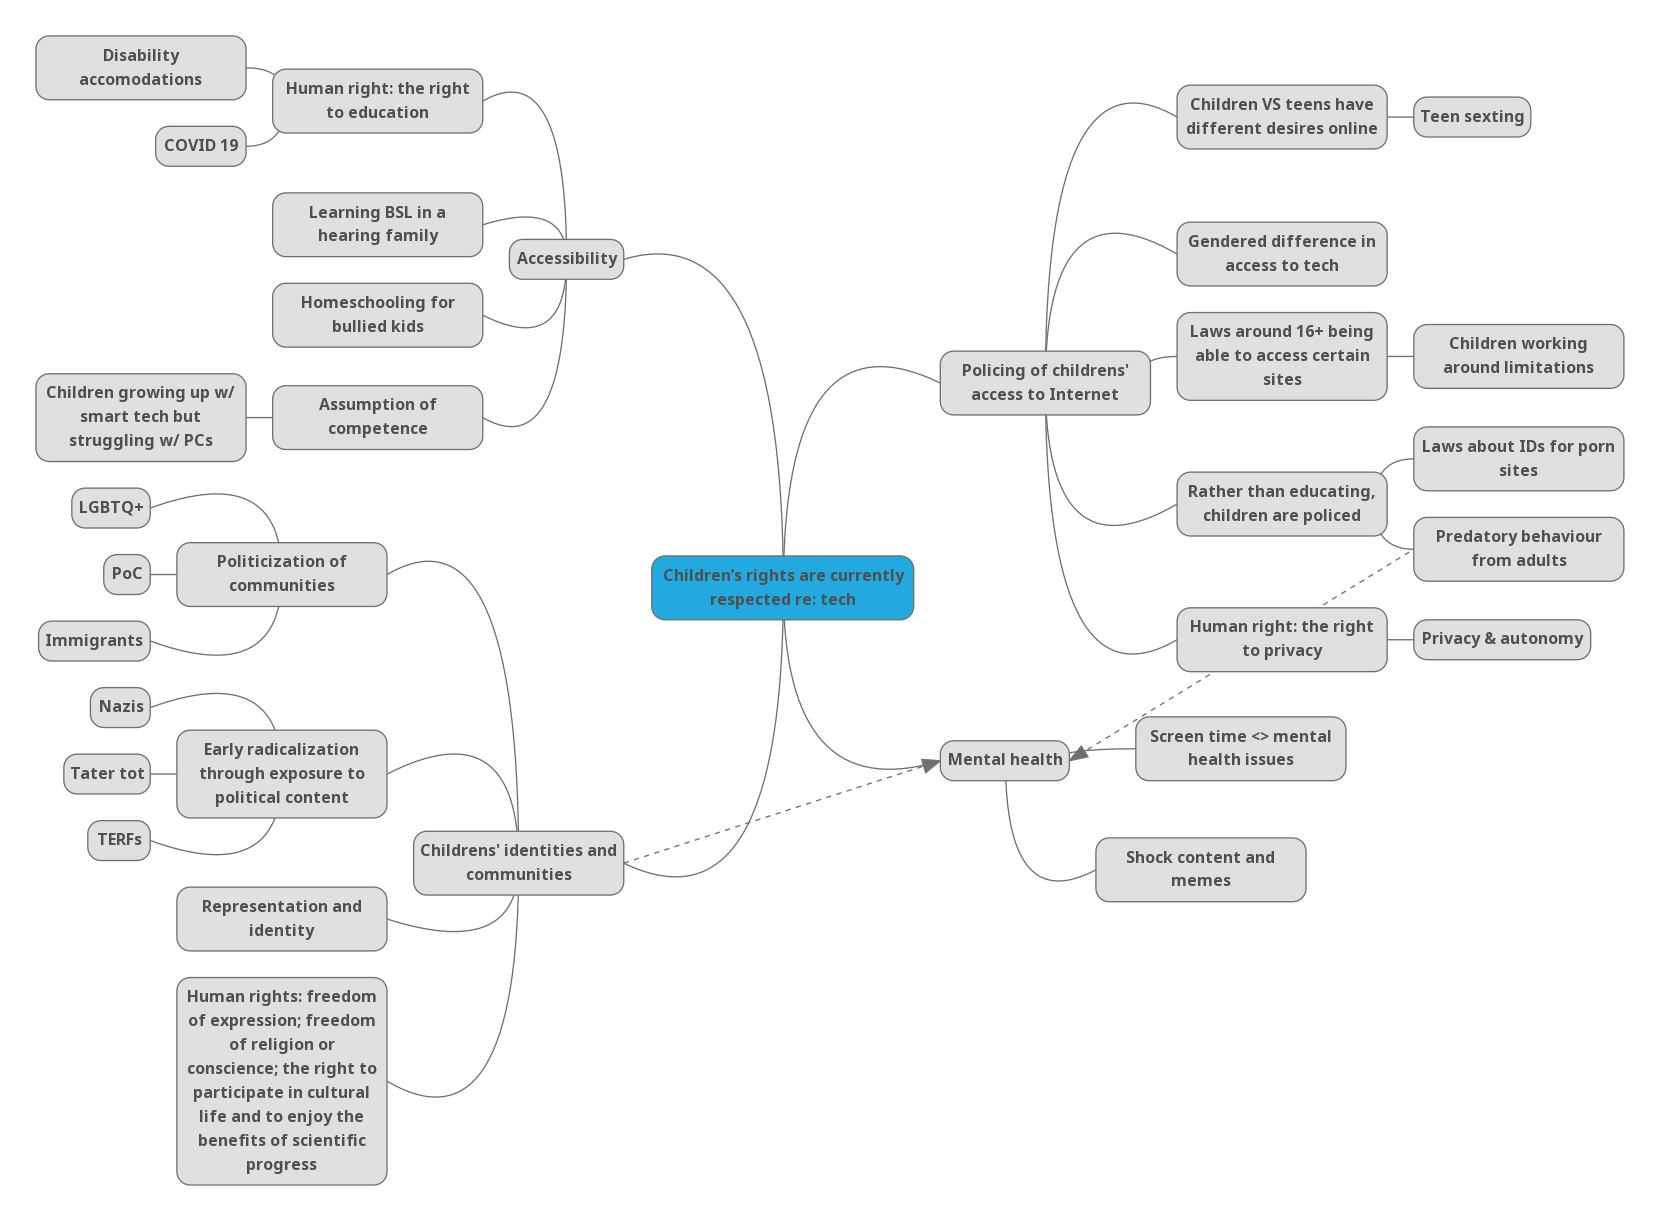 Disability
accomodations
Human right: the right
to education
COVID 19
Learning BSL in a
hearing family
Accessibility
Homeschooling for
bullied kids
Children growing up w/
smart tech but
struggling w/ PCs
Assumption of
competence
LGBTQ+
Politicization of
communities
PoC
Immigrants
Nazis
Early radicalization
through exposure to
political content
Tater tot
TERFs
Childrens' identities and
communities
Representation and
identity
Human rights: freedom
of expression; freedom
of religion or
conscience; the right to
participate in cultural
life and to enjoy the
benefits of scientific
progress
Children’s rights are currently
respected re: tech
Children VS teens have
different desires online
Teen sexting
Gendered difference in
access to tech
Policing of childrens'
access to Internet
Laws around 16+ being
able to access certain
sites
Children working
around limitations
Rather than educating,
children are policed
Laws about IDs for porn
sites
Predatory behaviour
from adults
Human right: the right
to privacy
Privacy & autonomy
Mental health
Screen time <> mental
health issues
Shock content and
memes